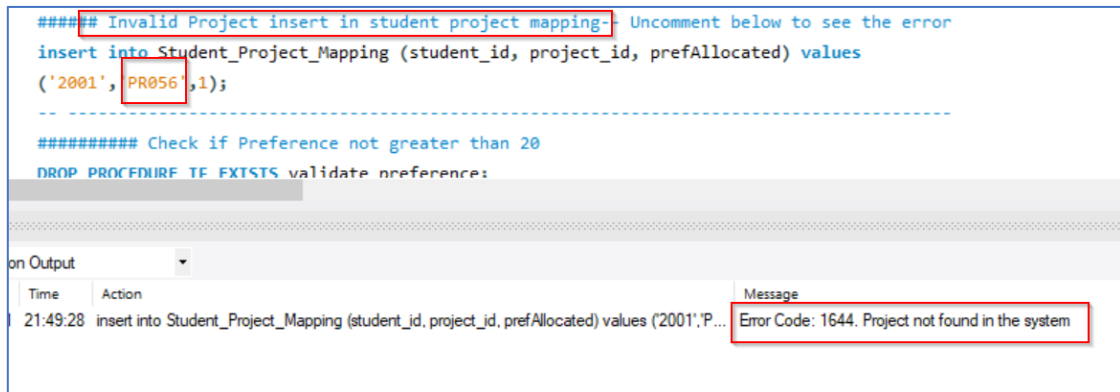 ###### Invalid Project insert in student project mapping-- Uncomment below to see the error
insert into Student_Project_Mapping (student_id, project_id, prefAllocated) values
('2001','PR056',1);
-- ----------------------------------------------------------------------------------------
########## Check if Preference not greater than 20
DROP PROCEDURE IF EXISTS validate_preference;
on Output
Time Action Message
21:49:28 insert into Student_Project_Mapping (student_id, project_id, prefAllocated) values ('2001','P... Error Code: 1644. Project not found in the system